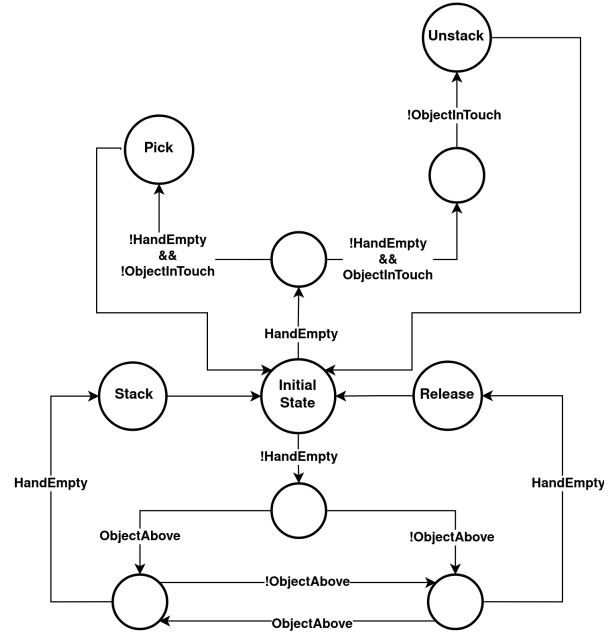 Unstack
!ObjectInTouch
Pick
!HandEmpty
&&
!ObjectInTouch
!HandEmpty
&&
ObjectInTouch
HandEmpty
Stack
Initial
State
Release
!HandEmpty
HandEmpty
HandEmpty
ObjectAbove
!ObjectAbove
!ObjectAbove
ObjectAbove